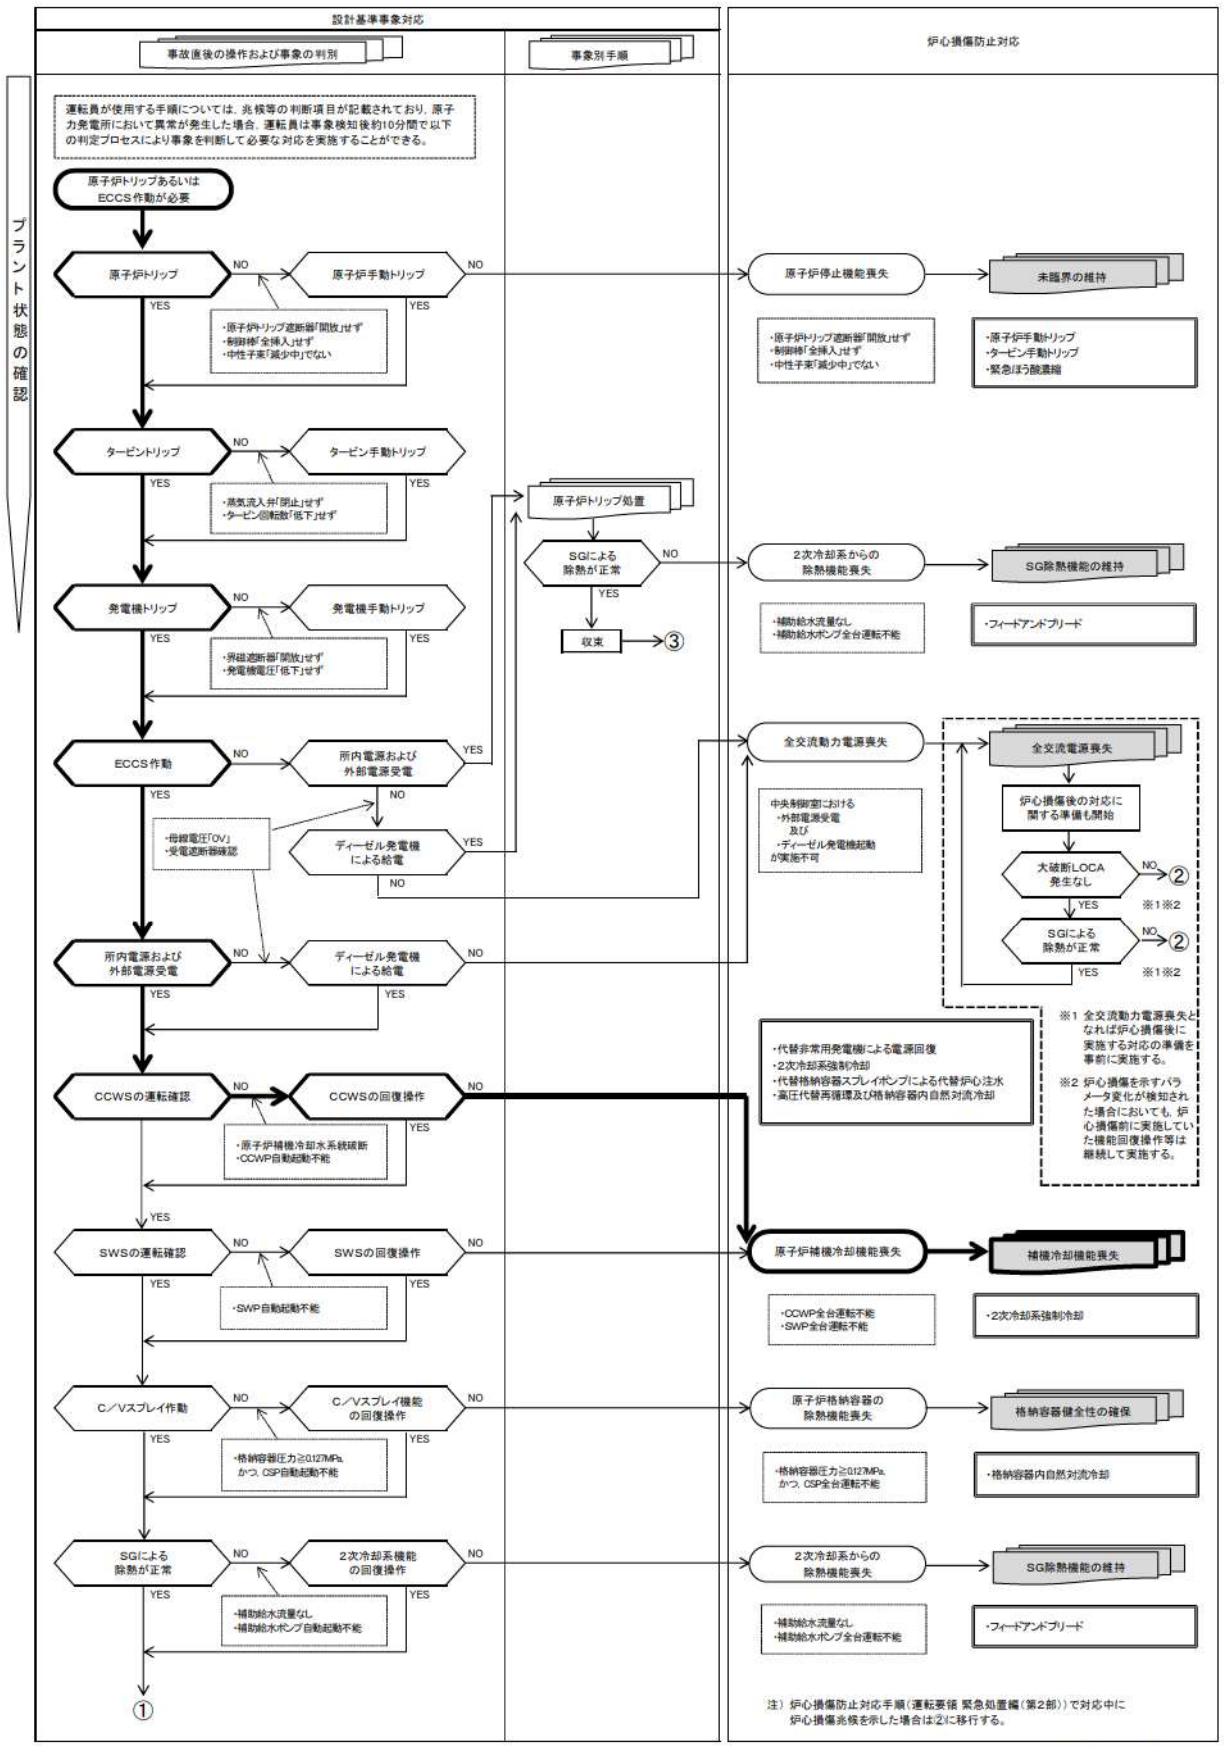 設計基準事象対応
事故直後の操作および事象の判別
事象別手順
炉心損傷防止対応
プラント状態の確認
運転員が使用する手順については、兆候等の判断項目が記載されており、原子
力発電所において異常が発生した場合、運転員は事象検知後約10分間で以下
の判定プロセスにより事象を判断して必要な対応を実施することができる。
原子炉トリップあるいは
ECCS作動が必要
原子炉トリップ
NO
原子炉手動トリップ
NO
原子炉停止機能喪失
未臨界の維持
YES
YES
・原子炉トリップ遮断器「開放」せず
・制御棒「全挿入」せず
・中性子束「減少中」でない
・原子炉トリップ遮断器「開放」せず
・制御棒「全挿入」せず
・中性子束「減少中」でない
・原子炉手動トリップ
・タービン手動トリップ
・緊急ほう酸濃縮
タービントリップ
NO
タービン手動トリップ
YES
YES
・蒸気流入弁「閉止」せず
・タービン回転数「低下」せず
原子炉トリップ処置
SGによる
除熱が正常
NO
YES
収束
③
2次冷却系からの
除熱機能喪失
SG除熱機能の維持
・補助給水流量なし
・補助給水ポンプ全台運転不能
・フィードアンドブリード
発電機トリップ
NO
発電機手動トリップ
YES
YES
・界磁遮断器「開放」せず
・発電機電圧「低下」せず
ECCS作動
NO
所内電源および
外部電源受電
YES
YES
NO
・母線電圧「0V」
・受電遮断器確認
ディーゼル発電機
による給電
YES
NO
全交流動力電源喪失
全交流電源喪失
中央制御室における
・外部電源受電
及び
・ディーゼル発電機起動
が実施不可
炉心損傷後の対応に
関する準備も開始
大破断LOCA
発生なし
NO
②
YES
※1※2
SGによる
除熱が正常
NO
②
YES
※1※2
所内電源および
外部電源受電
NO
ディーゼル発電機
による給電
NO
YES
YES
※1 全交流動力電源喪失と
なれば炉心損傷後に
実施する対応の準備を
事前に実施する。
※2 炉心損傷を示すパラ
メータ変化が検知され
た場合においても、炉
心損傷前に実施してい
た機能回復操作等は
継続して実施する。
・代替非常用発電機による電源回復
・2次冷却系強制冷却
・代替格納容器スプレイポンプによる代替炉心注水
・高圧代替再循環及び格納容器内自然対流冷却
CCWSの運転確認
NO
CCWSの回復操作
NO
YES
・原子炉補機冷却水系統破断
・CCWP自動起動不能
YES
SWSの運転確認
NO
SWSの回復操作
NO
原子炉補機冷却機能喪失
補機冷却機能喪失
YES
YES
・SWP自動起動不能
・CCWP全台運転不能
・SWP全台運転不能
・2次冷却系強制冷却
C/Vスプレイ作動
NO
C/Vスプレイ機能
の回復操作
NO
原子炉格納容器の
除熱機能喪失
格納容器健全性の確保
YES
YES
・格納容器圧力≧0.127MPa、
かつ、CSP自動起動不能
・格納容器圧力≧0.127MPa、
かつ、CSP全台運転不能
・格納容器内自然対流冷却
SGによる
除熱が正常
NO
2次冷却系機能
の回復操作
NO
2次冷却系からの
除熱機能喪失
SG除熱機能の維持
YES
YES
・補助給水流量なし
・補助給水ポンプ自動起動不能
・補助給水流量なし
・補助給水ポンプ全台運転不能
・フィードアンドブリード
①
注) 炉心損傷防止対応手順(運転要領 緊急処置編(第2部))で対応中に
炉心損傷兆候を示した場合は②に移行する。